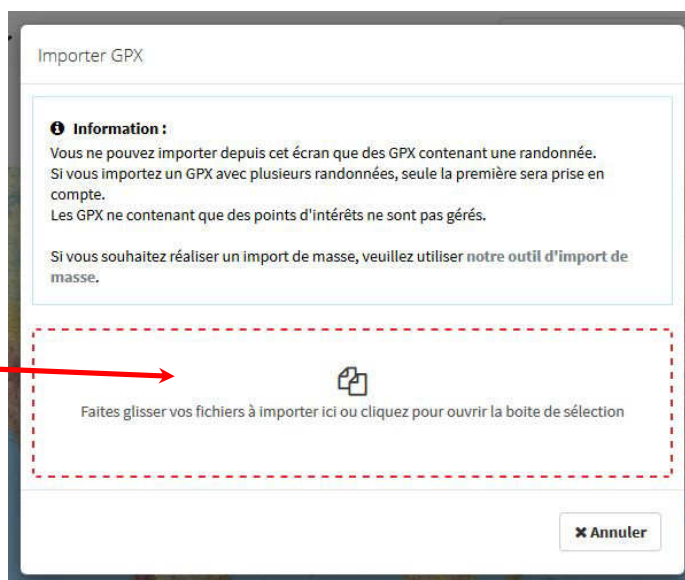 Importer GPX
Information :
Vous ne pouvez importer depuis cet écran que des GPX contenant une randonnée.
Si vous importez un GPX avec plusieurs randonnées, seule la première sera prise en
compte.
Les GPX ne contenant que des points d'intérêts ne sont pas gérés.
Si vous souhaitez réaliser un import de masse, veuillez utiliser notre outil d'import de
masse.
Faites glisser vos fichiers à importer ici ou cliquez pour ouvrir la boite de sélection
Annuler